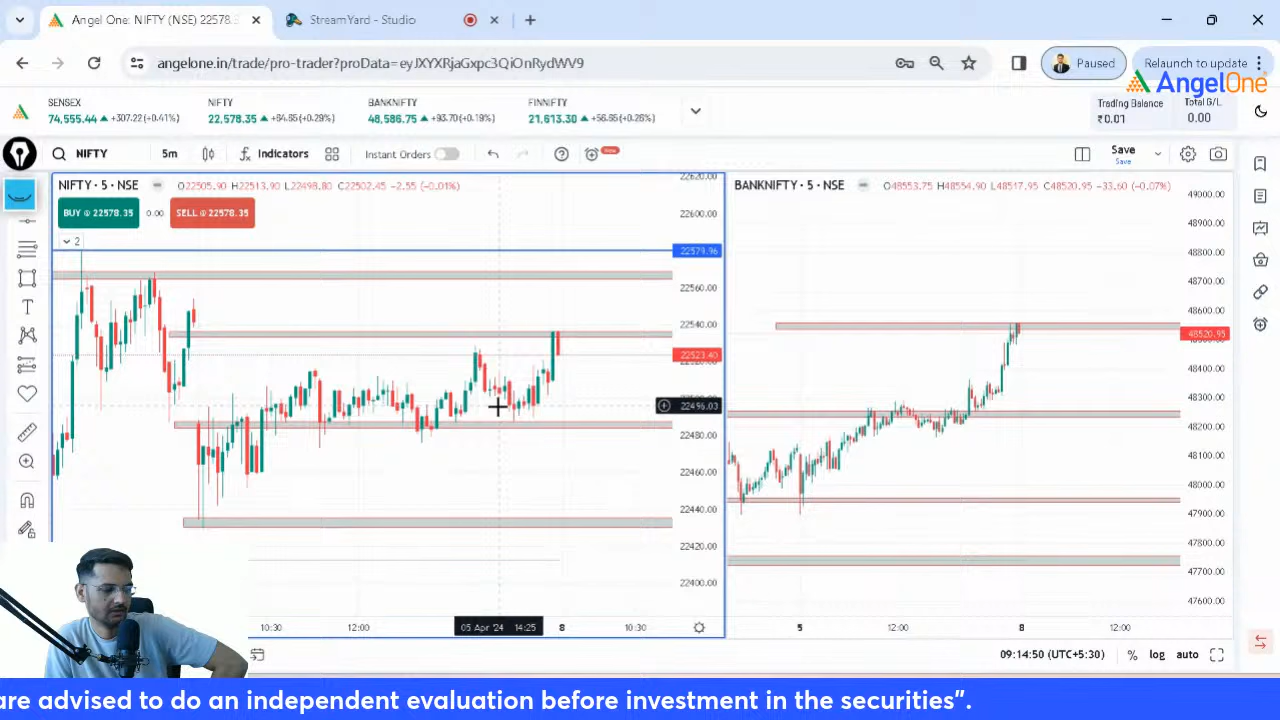 Angel One: NIFTY (NSE) 22578.3
StreamYard - Studio
angelone.in/trade/pro-trader?proData=eyJXYXRjaGxpc3QiOnRydWV9
Paused
Relaunch to update
AngelOne
SENSEX
74,555.44 +307.22 (+0.41%)
NIFTY
22,578.35 +64.65 (+0.29%)
BANKNIFTY
48,586.75 +93.70 (+0.19%)
FINNIFTY
21,613.30 +56.65 (+0.26%)
Trading Balance
₹0.01
Total G/L
0.00
NIFTY
5m
Indicators
Instant Orders
New
Save
Save
NIFTY · 5 · NSE
O22505.90 H22513.90 L22498.80 C22502.45 -2.55 (-0.01%)
BUY @ 22578.35
0.00
SELL @ 22578.35
2
22620.00
22600.00
22579.96
22560.00
22540.00
22523.40
22480.00
22460.00
22440.00
22420.00
22400.00
10:30
12:00
05 Apr '24 14:25
8
10:30
BANKNIFTY · 5 · NSE
O48553.75 H48554.90 L48517.95 C48520.95 -33.60 (-0.07%)
49000.00
48900.00
48800.00
48700.00
48600.00
48520.95
48400.00
48300.00
48200.00
48100.00
48000.00
47900.00
47800.00
47700.00
47600.00
5
12:00
8
12:00
09:14:50 (UTC+5:30)
%
log
auto
are advised to do an independent evaluation before investment in the securities”.